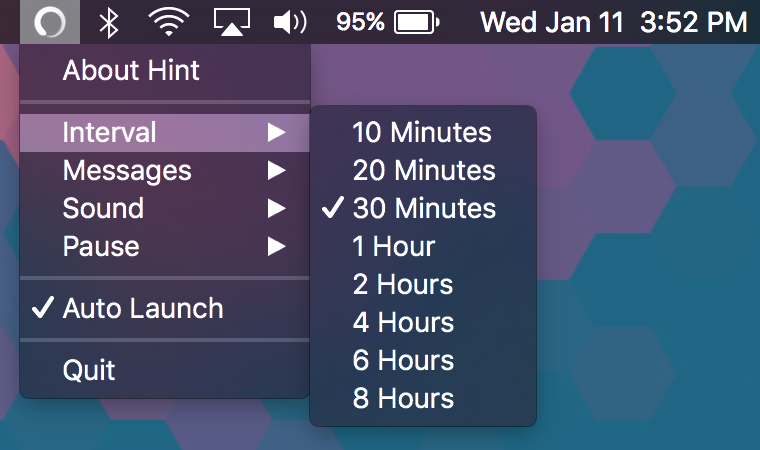 95% Wed Jan 11 3:52 PM
About Hint
Interval
Messages
Sound
Pause
Auto Launch
Quit
10 Minutes
20 Minutes
30 Minutes
1 Hour
2 Hours
4 Hours
6 Hours
8 Hours